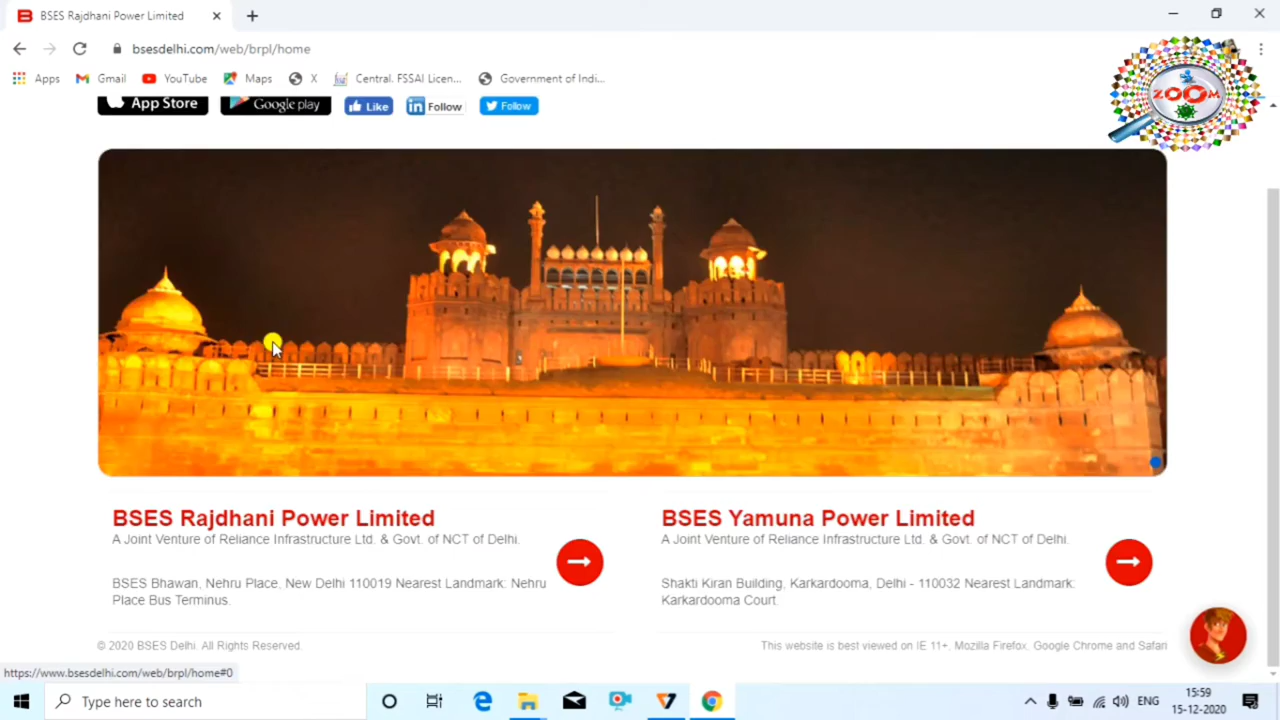 BSES Rajdhani Power Limited
bsesdelhi.com/web/brpl/home
Apps
Gmail
YouTube
Maps
X
Central. FSSAI Licen...
Government of Indi...
ZOOM
App Store
Google play
Like
in Follow
Follow
BSES Rajdhani Power Limited
A Joint Venture of Reliance Infrastructure Ltd. & Govt. of NCT of Delhi.
BSES Bhawan, Nehru Place, New Delhi 110019 Nearest Landmark: Nehru
Place Bus Terminus.
BSES Yamuna Power Limited
A Joint Venture of Reliance Infrastructure Ltd. & Govt. of NCT of Delhi.
Shakti Kiran Building, Karkardooma, Delhi - 110032 Nearest Landmark:
Karkardooma Court.
© 2020 BSES Delhi. All Rights Reserved.
This website is best viewed on IE 11+, Mozilla Firefox, Google Chrome and Safari
https://www.bsesdelhi.com/web/brpl/home#0
Type here to search
ENG
15:59
15-12-2020